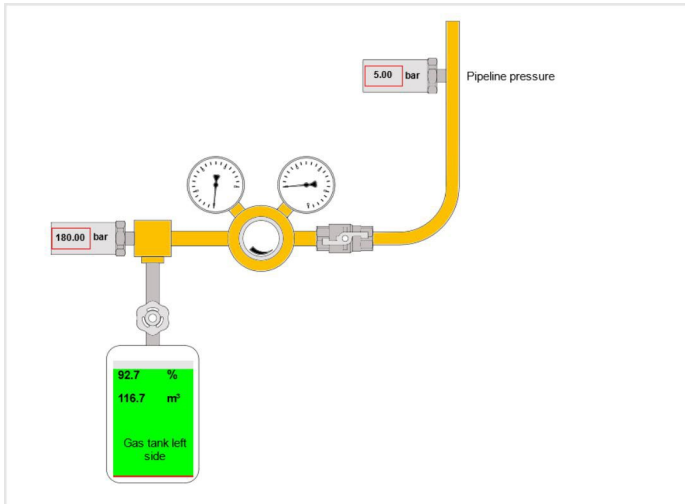 5.00 bar
Pipeline pressure
180.00 bar
92.7 %
116.7 m³
Gas tank left
side